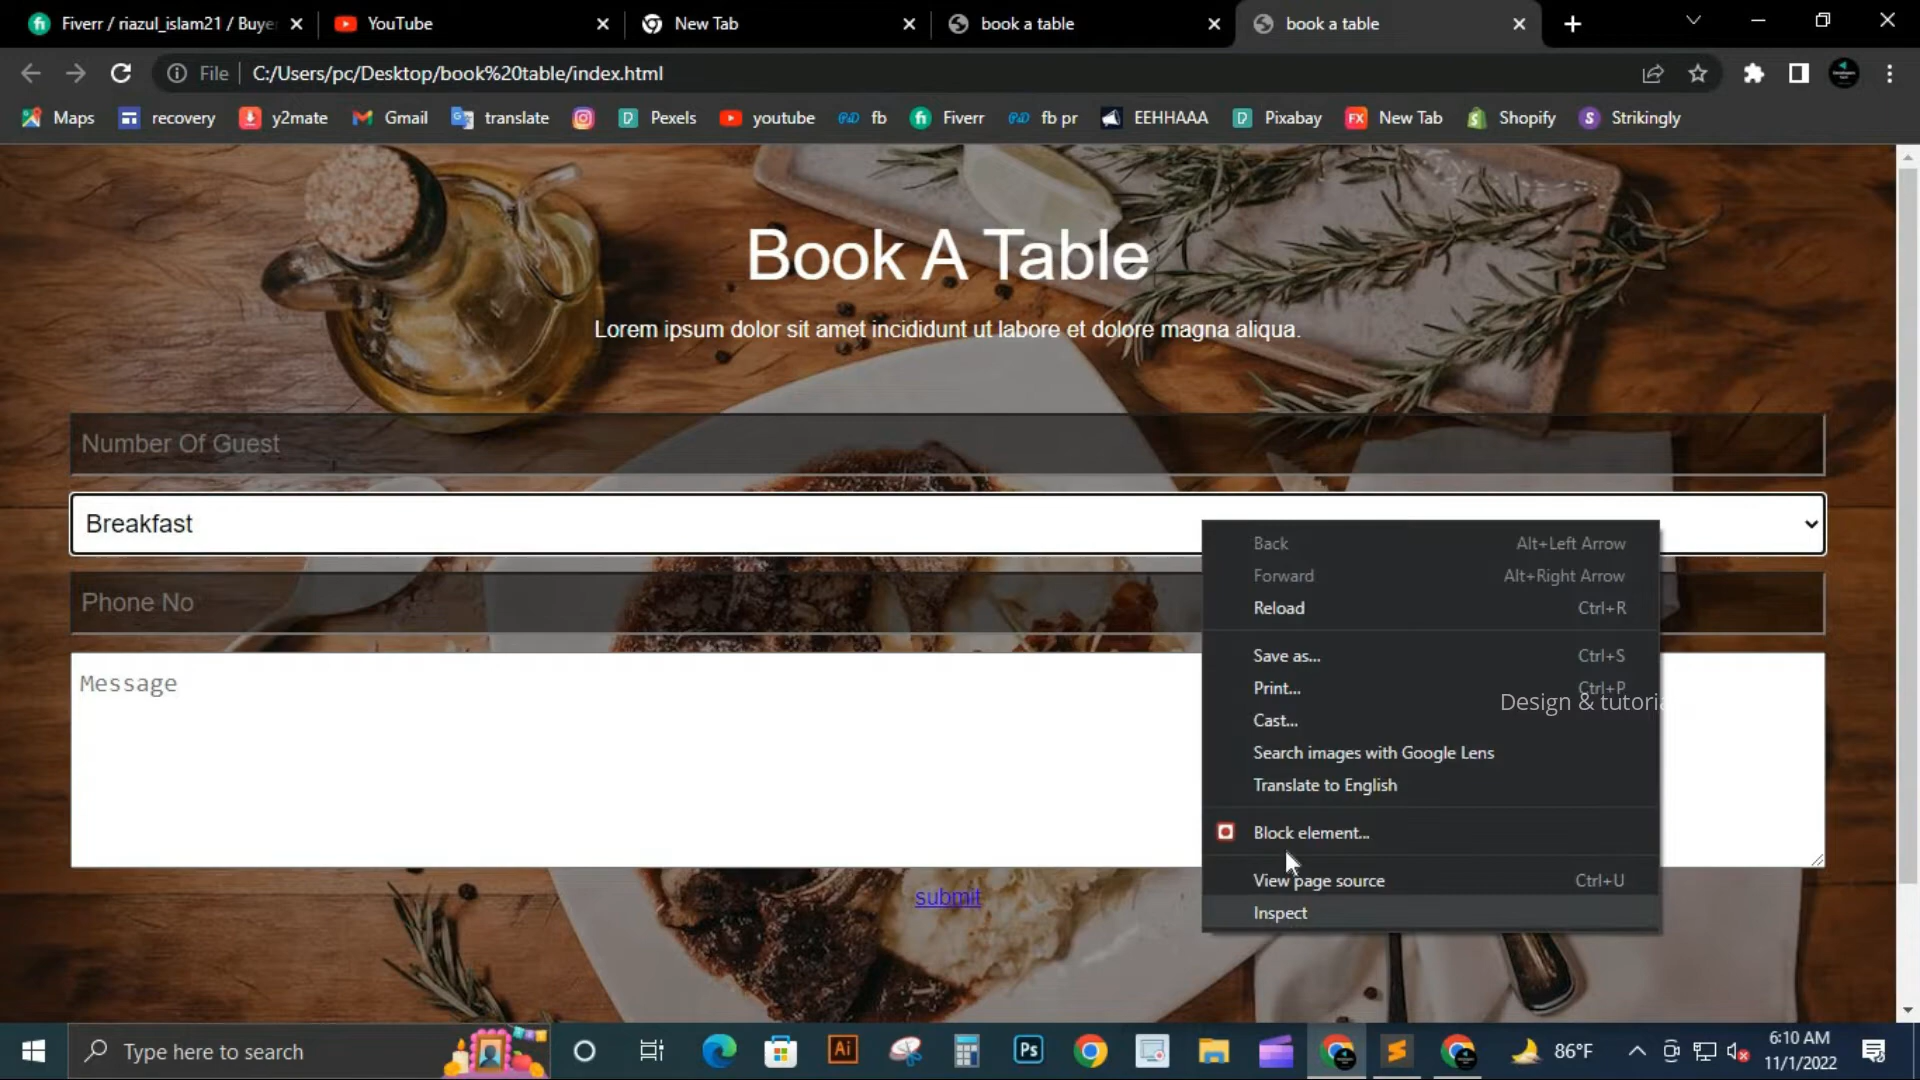 Fiverr / riazul_islam21 / Buye
YouTube
New Tab
book a table
book a table
File
C:/Users/pc/Desktop/book%20table/index.html
Maps
recovery
y2mate
Gmail
translate
Pexels
youtube
fb
Fiverr
fb pr
EEHHAAA
Pixabay
FX New Tab
Shopify
Strikingly
Book A Table
Lorem ipsum dolor sit amet incididunt ut labore et dolore magna aliqua.
Number Of Guest
Breakfast
Phone No
Message
submit
Back Alt+Left Arrow
Forward Alt+Right Arrow
Reload Ctrl+R
Save as... Ctrl+S
Print... Ctrl+P
Design & tutoria
Cast...
Search images with Google Lens
Translate to English
Block element...
View page source Ctrl+U
Inspect
Type here to search
Ai
Ps
86°F
6:10 AM
11/1/2022